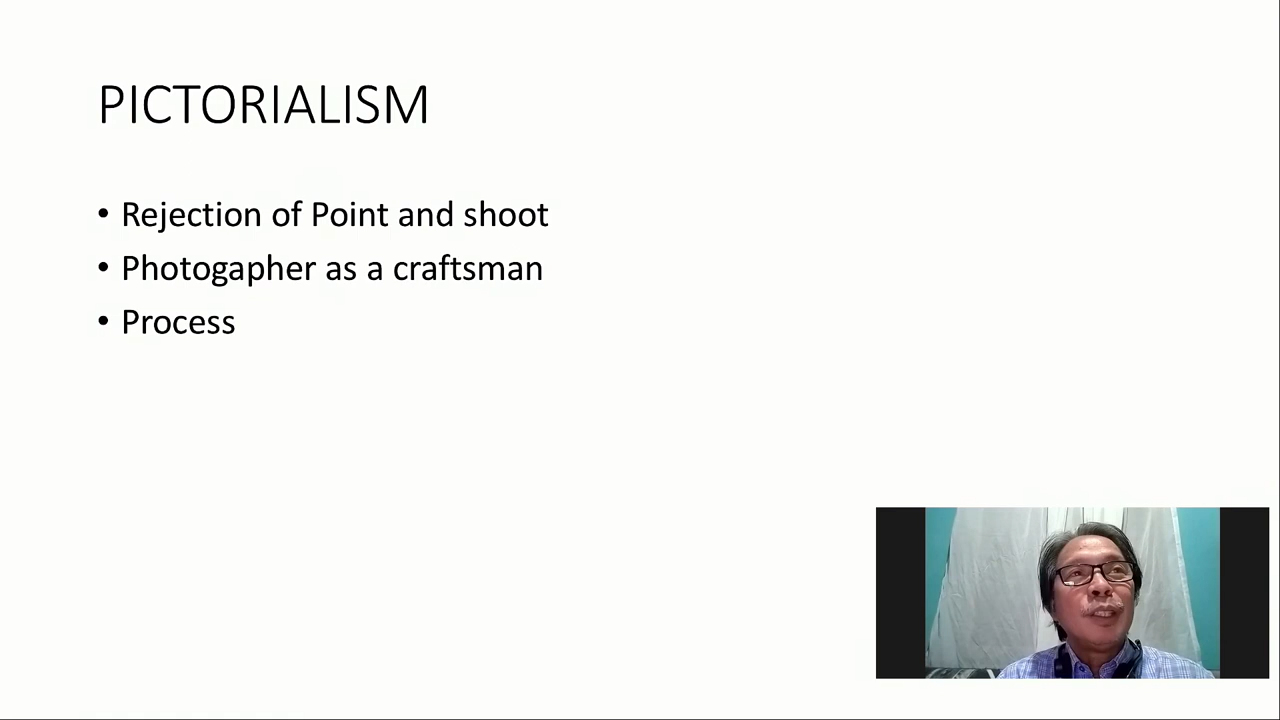 PICTORIALISM
• Rejection of Point and shoot
• Photogapher as a craftsman
• Process